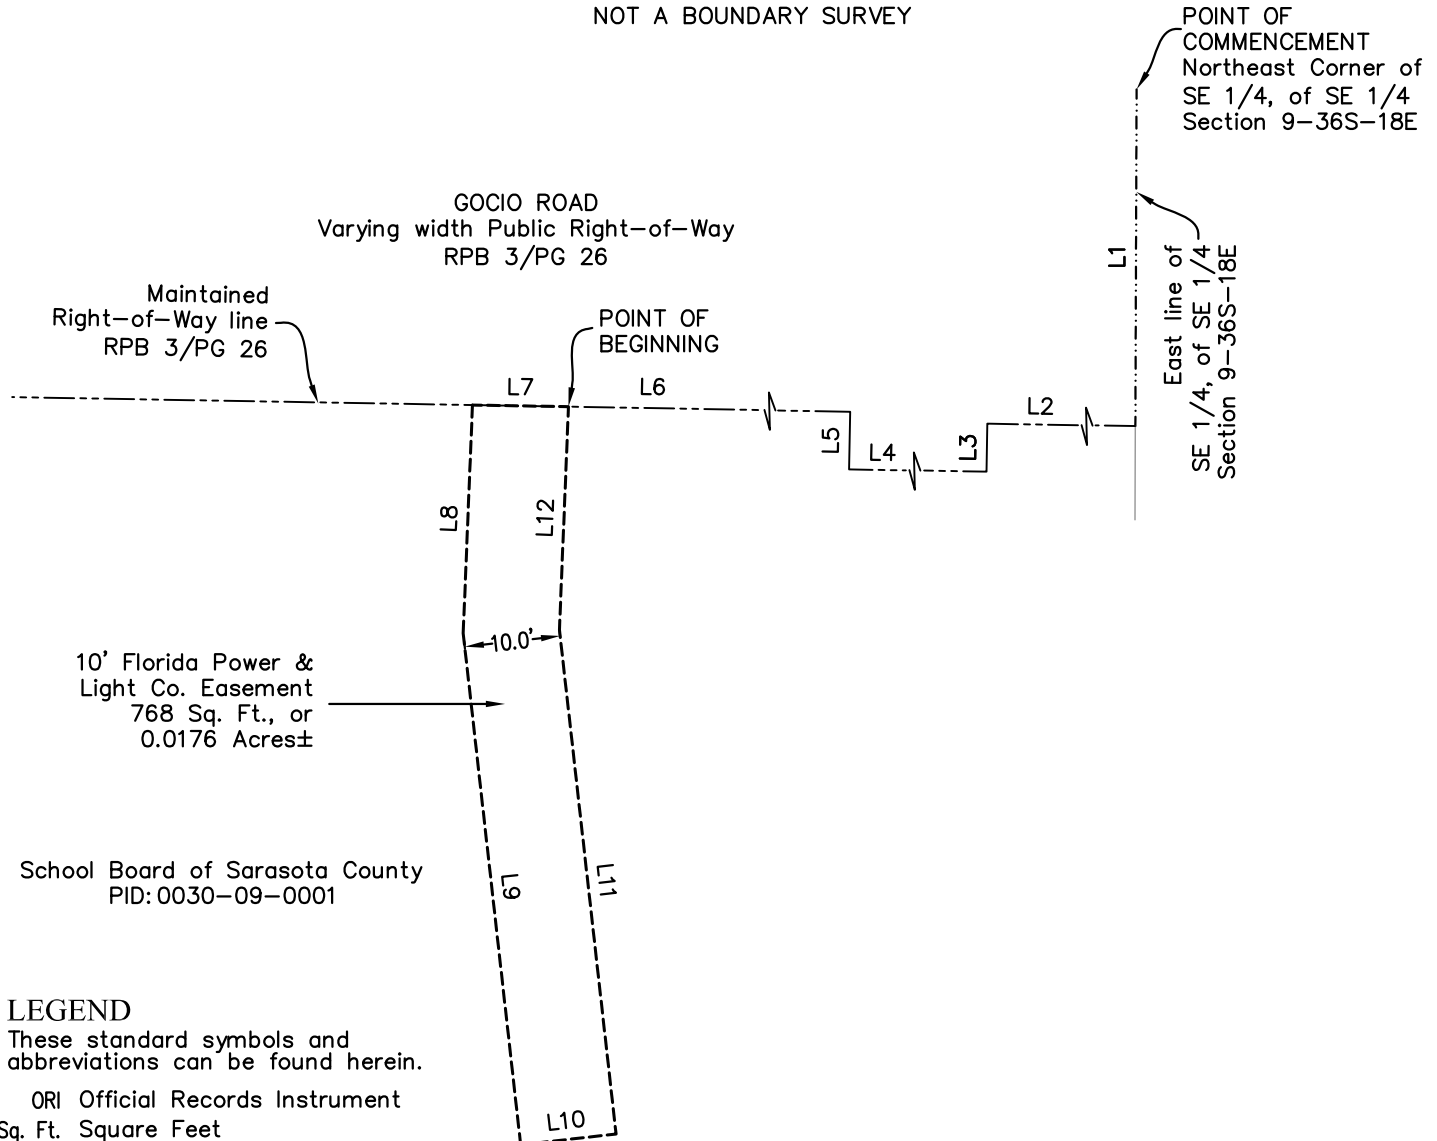 NOT A BOUNDARY SURVEY
POINT OF
COMMENCEMENT
Northeast Corner of
SE 1/4, of SE 1/4
Section 9-36S-18E
GOCIO ROAD
Varying width Public Right-of-Way
RPB 3/PG 26
L1
East line of
SE 1/4, of SE 1/4
Section 9-36S-18E
Maintained
Right-of-Way line
RPB 3/PG 26
POINT OF
BEGINNING
L7
L6
L5
L4
L3
L2
L8
L12
10.0'
10' Florida Power &
Light Co. Easement
768 Sq. Ft., or
0.0176 Acres±
School Board of Sarasota County
PID: 0030-09-0001
L9
L11
L10
LEGEND
These standard symbols and
abbreviations can be found herein.
ORI Official Records Instrument
Sq. Ft. Square Feet